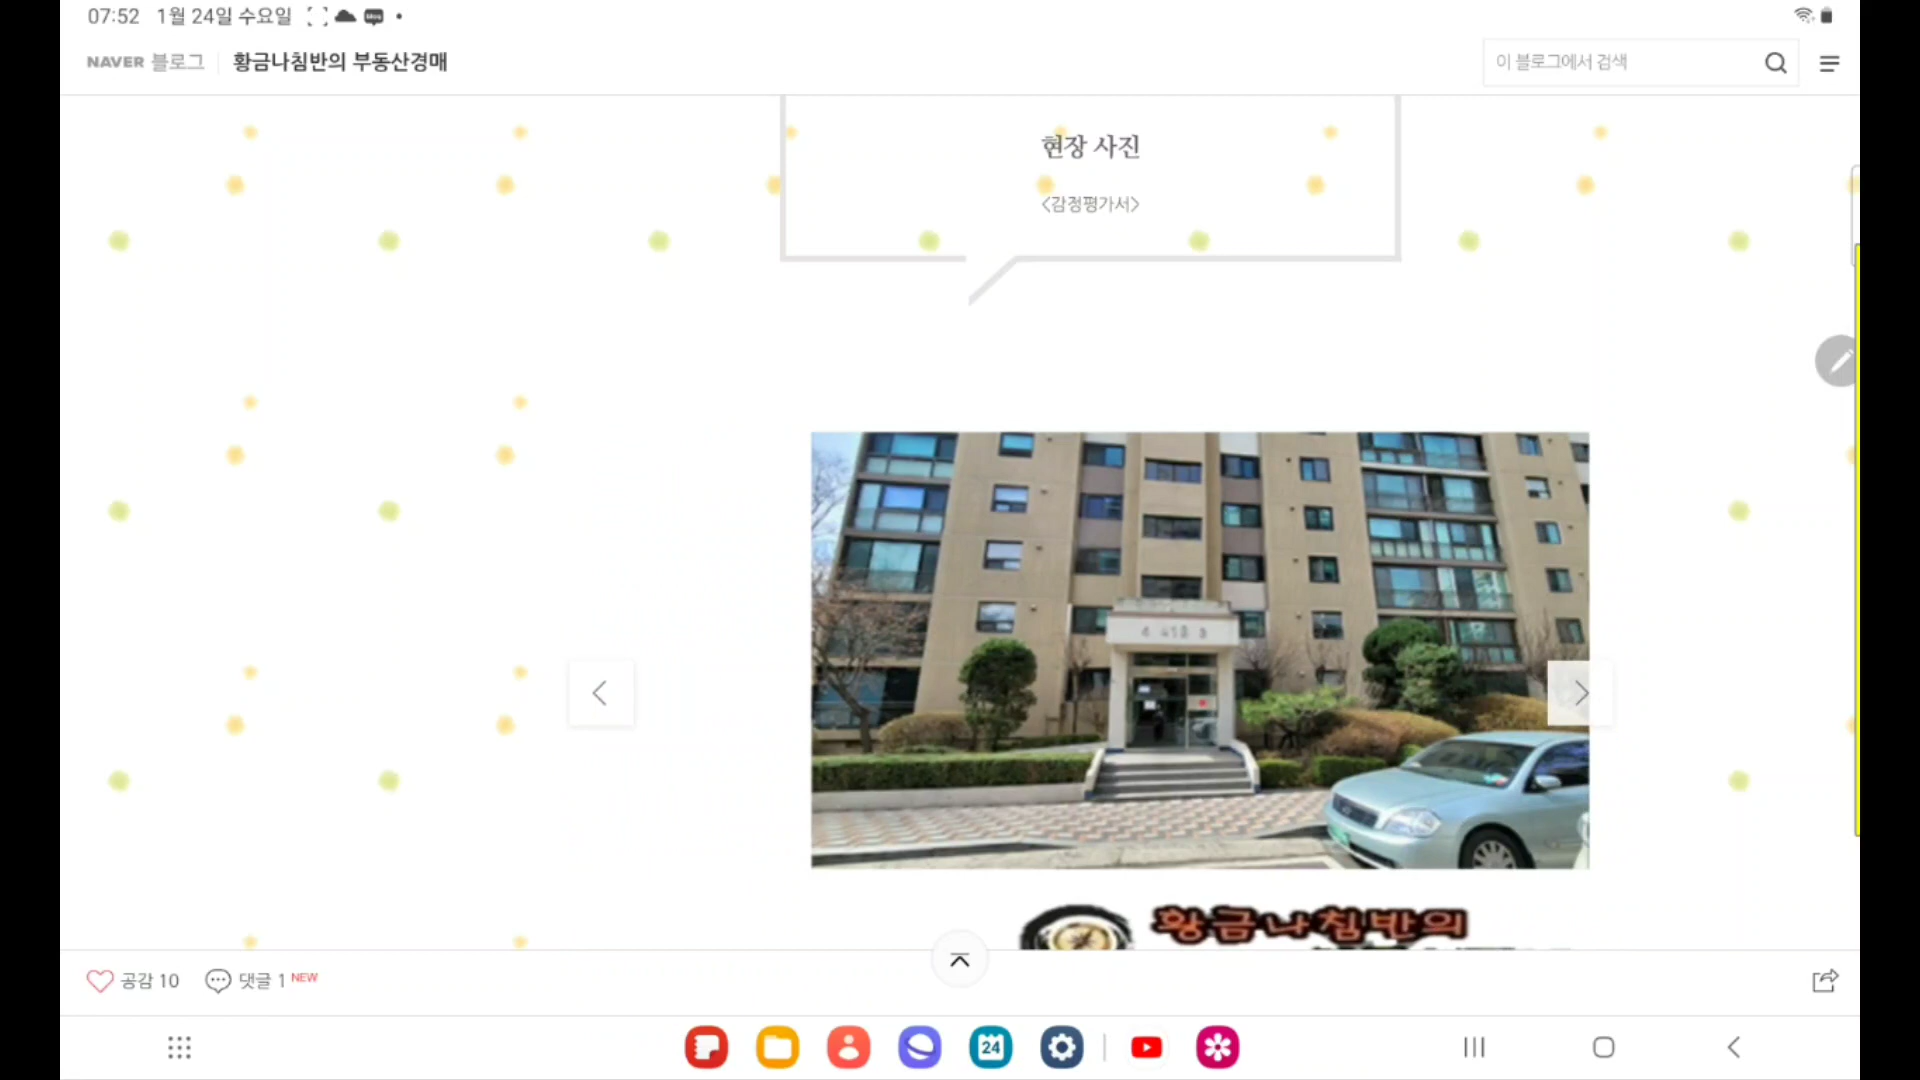 07:52 1월 24일 수요일
NAVER 블로그 황금나침반의 부동산경매
이 블로그에서 검색
현장 사진
<감정평가서>
황금나침반의
공감 10 댓글 1 NEW
24